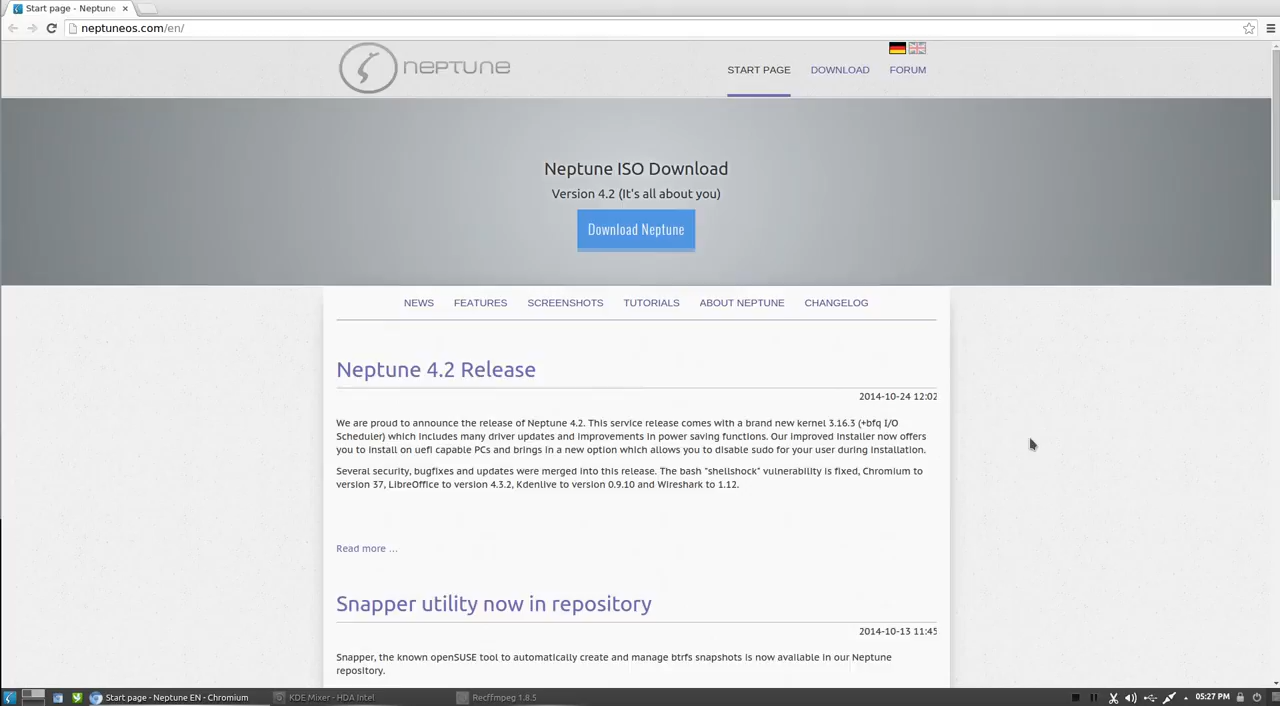 Start page - Neptune
neptuneos.com/en/
neptune
START PAGE DOWNLOAD FORUM
Neptune ISO Download
Version 4.2 (It's all about you)
Download Neptune
NEWS FEATURES SCREENSHOTS TUTORIALS ABOUT NEPTUNE CHANGELOG
Neptune 4.2 Release
2014-10-24 12:02
We are proud to announce the release of Neptune 4.2. This service release comes with a brand new kernel 3.16.3 (+bfq I/O
Scheduler) which includes many driver updates and improvements in power saving functions. Our improved Installer now offers
you to install on uefi capable PCs and brings in a new option which allows you to disable sudo for your user during installation.
Several security, bugfixes and updates were merged into this release. The bash "shellshock" vulnerability is fixed, Chromium to
version 37, LibreOffice to version 4.3.2, Kdenlive to version 0.9.10 and Wireshark to 1.12.
Read more ...
Snapper utility now in repository
2014-10-13 11:45
Snapper, the known openSUSE tool to automatically create and manage btrfs snapshots is now available in our Neptune
repository.
Start page - Neptune EN - Chromium KDE Mixer - HDA Intel Recffmpeg 1.8.5 05:27 PM